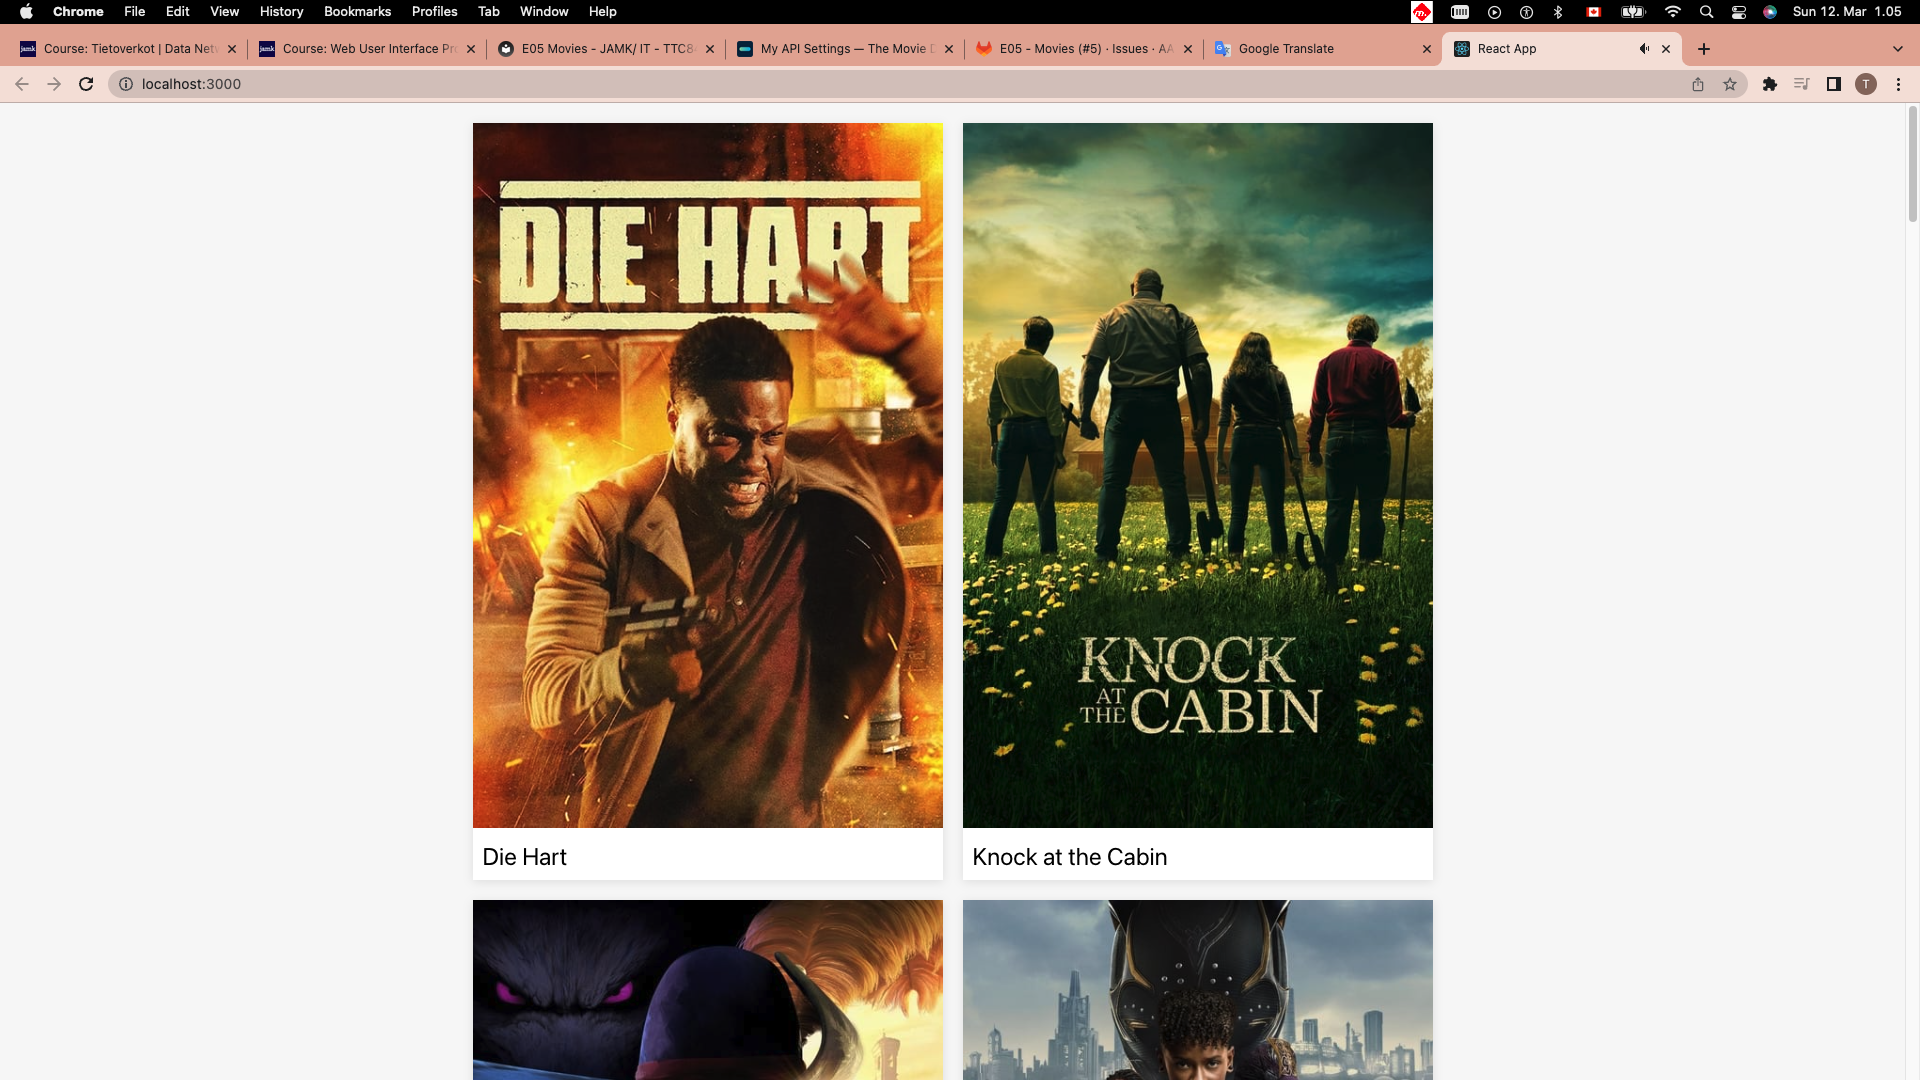 Chrome File Edit View History Bookmarks Profiles Tab Window Help Sun 12. Mar 1.05
Course: Tietoverkot | Data Net
Course: Web User Interface Pro
E05 Movies - JAMK/ IT - TTC8
My API Settings — The Movie D
E05 - Movies (#5) · Issues · AA
Google Translate
React App
localhost:3000
T
DIE HART
KNOCK
AT
THE CABIN
Die Hart
Knock at the Cabin